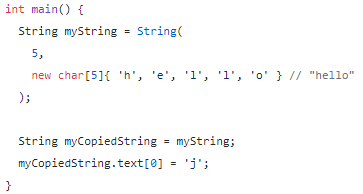 int main() {
  String myString = String(
    5,
    new char[5]{ 'h', 'e', 'l', 'l', 'o' } // "hello"
  );

  String myCopiedString = myString;
  myCopiedString.text[0] = 'j';
}